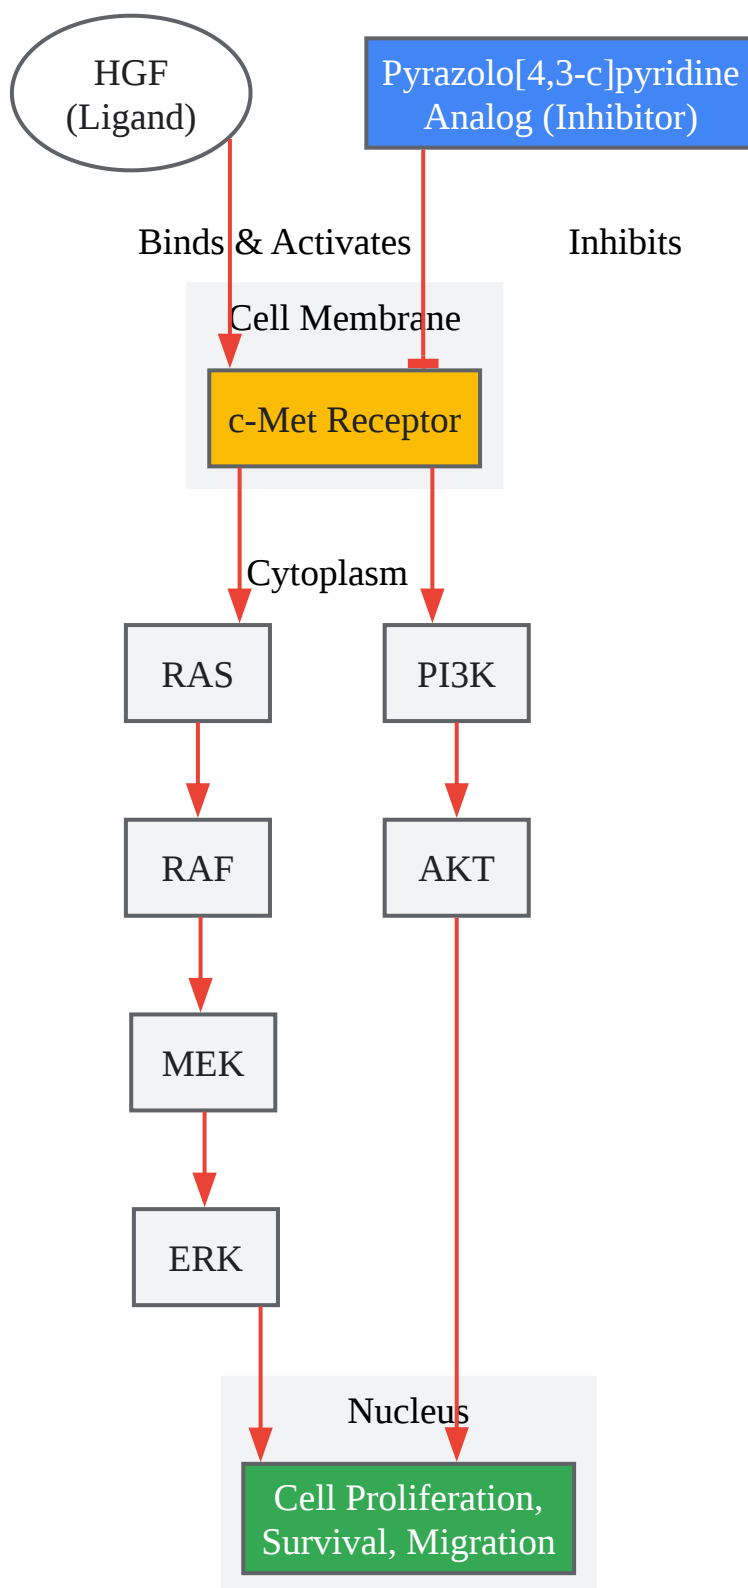 HGF
(Ligand)
Pyrazolo[4,3-c]pyridine
Analog (Inhibitor)
Binds & Activates
Inhibits
Cell Membrane
c-Met Receptor
Cytoplasm
RAS
PI3K
RAF
AKT
MEK
ERK
Nucleus
Cell Proliferation,
Survival, Migration